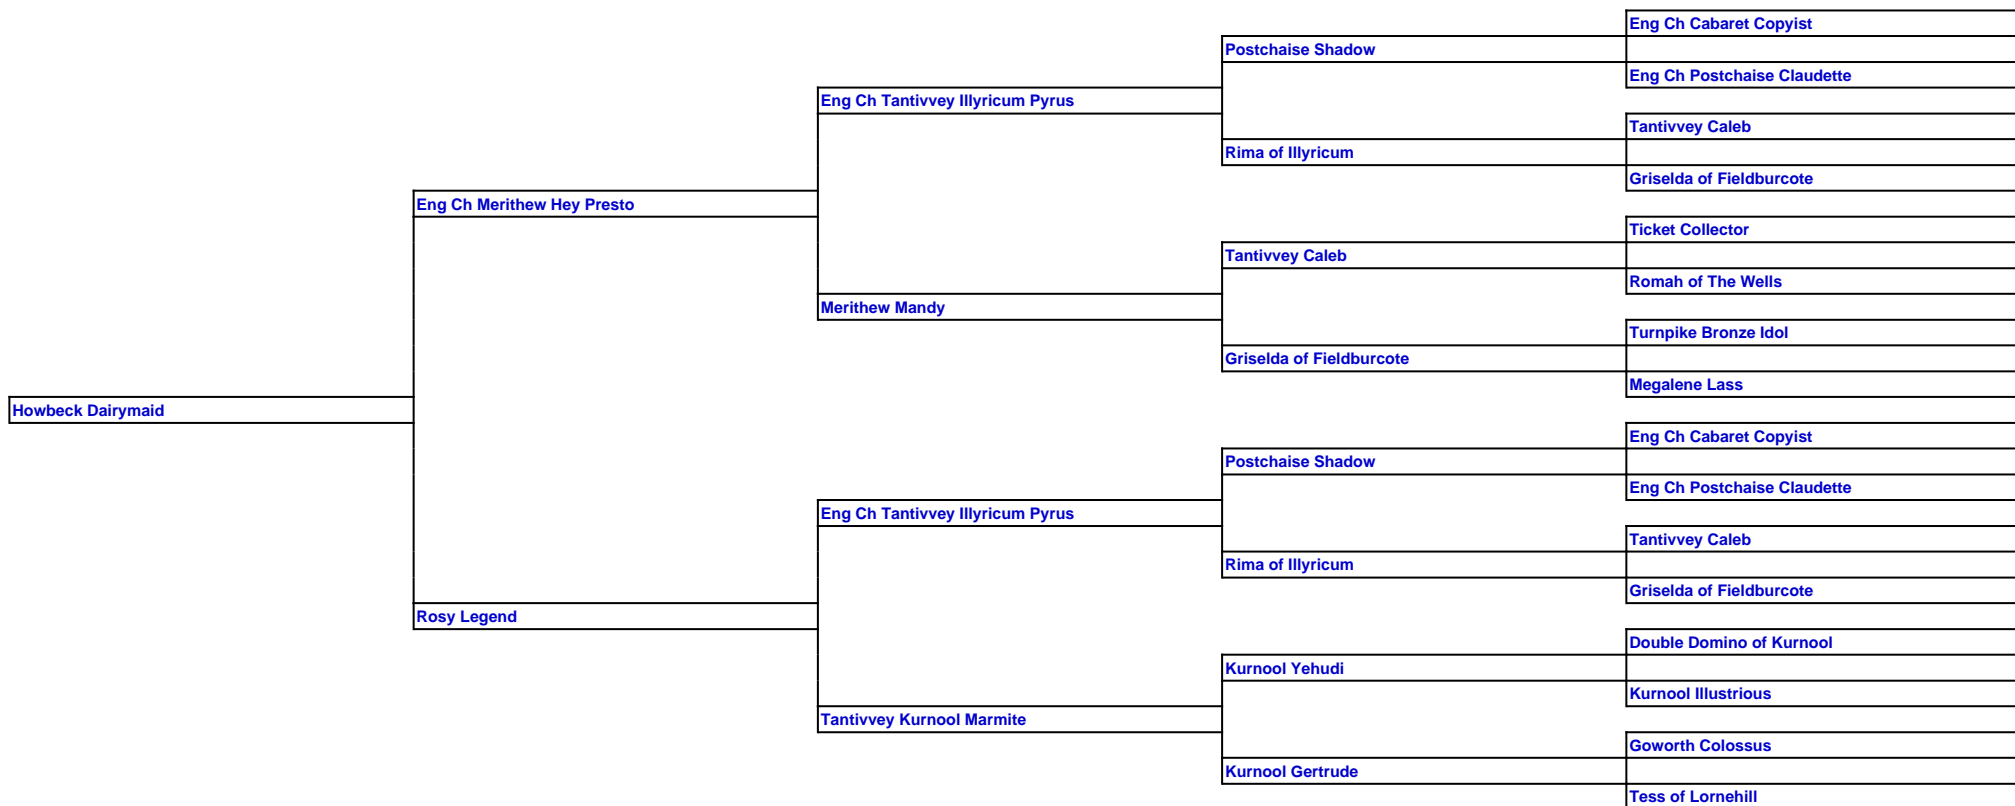 Eng Ch Cabaret Copyist
Postchaise Shadow
Eng Ch Postchaise Claudette
Eng Ch Tantivvey Illyricum Pyrus
Tantivvey Caleb
Rima of Illyricum
Griselda of Fieldburcote
Eng Ch Merithew Hey Presto
Ticket Collector
Tantivvey Caleb
Romah of The Wells
Merithew Mandy
Turnpike Bronze Idol
Griselda of Fieldburcote
Megalene Lass
Howbeck Dairymaid
Eng Ch Cabaret Copyist
Postchaise Shadow
Eng Ch Postchaise Claudette
Eng Ch Tantivvey Illyricum Pyrus
Tantivvey Caleb
Rima of Illyricum
Griselda of Fieldburcote
Rosy Legend
Double Domino of Kurnool
Kurnool Yehudi
Kurnool Illustrious
Tantivvey Kurnool Marmite
Goworth Colossus
Kurnool Gertrude
Tess of Lornehill